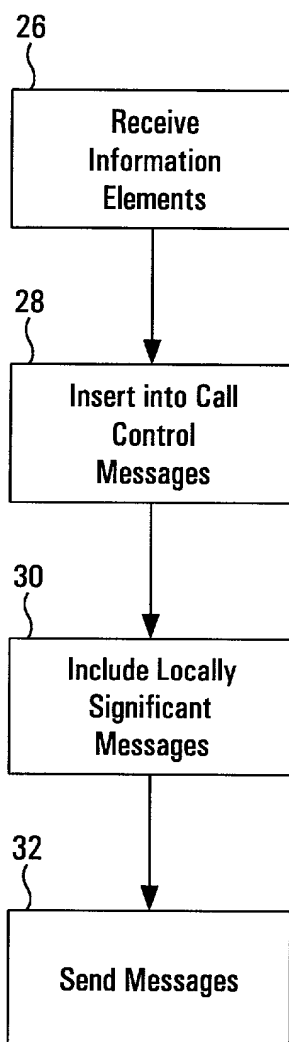 26
Receive
Information
Elements
28
Insert into Call
Control
Messages
30
Include Locally
Significant
Messages
32
Send Messages